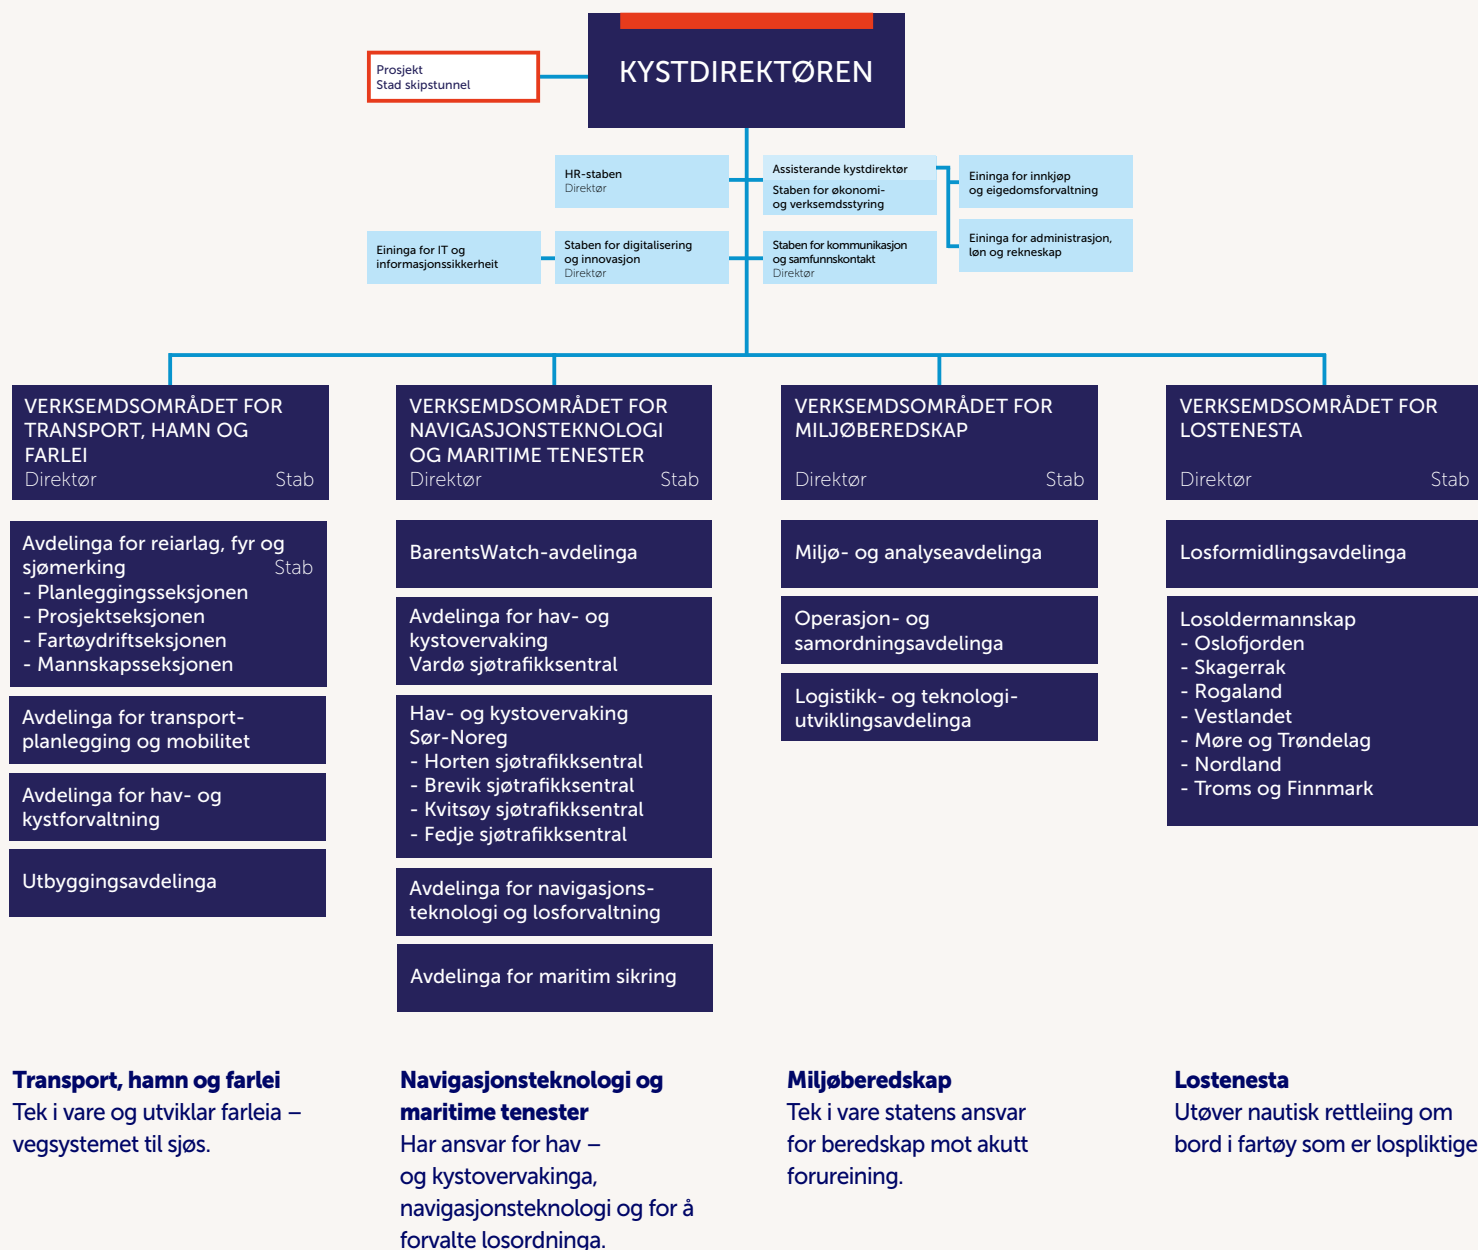 KYSTDIREKTØREN
Prosjekt
Stad skipstunnel
HR-staben
Direktør
Assisterande kystdirektør
Staben for økonomi-
og verksemdsstyring
Eininga for innkjøp
og eigedomsforvaltning
Eininga for IT og
informasjonssikkerheit
Staben for digitalisering
og innovasjon
Direktør
Staben for kommunikasjon
og samfunnskontakt
Direktør
Eininga for administrasjon,
løn og rekneskap
VERKSEMDSOMRÅDET FOR
TRANSPORT, HAMN OG
FARLEI
Direktør Stab
Avdelinga for reiarlag, fyr og
sjømerking Stab
- Planleggingsseksjonen
- Prosjektseksjonen
- Fartøydriftseksjonen
- Mannskapsseksjonen
Avdelinga for transport-
planlegging og mobilitet
Avdelinga for hav- og
kystforvaltning
Utbyggingsavdelinga
VERKSEMDSOMRÅDET FOR
NAVIGASJONSTEKNOLOGI
OG MARITIME TENESTER
Direktør Stab
BarentsWatch-avdelinga
Avdelinga for hav- og
kystovervaking
Vardø sjøtrafikksentral
Hav- og kystovervaking
Sør-Noreg
- Horten sjøtrafikksentral
- Brevik sjøtrafikksentral
- Kvitsøy sjøtrafikksentral
- Fedje sjøtrafikksentral
Avdelinga for navigasjons-
teknologi og losforvaltning
Avdelinga for maritim sikring
VERKSEMDSOMRÅDET FOR
MILJØBEREDSKAP
Direktør Stab
Miljø- og analyseavdelinga
Operasjon- og
samordningsavdelinga
Logistikk- og teknologi-
utviklingsavdelinga
VERKSEMDSOMRÅDET FOR
LOSTENESTA
Direktør Stab
Losformidlingsavdelinga
Losoldermannskap
- Oslofjorden
- Skagerrak
- Rogaland
- Vestlandet
- Møre og Trøndelag
- Nordland
- Troms og Finnmark
Transport, hamn og farlei
Tek i vare og utviklar farleia –
vegsystemet til sjøs.
Navigasjonsteknologi og
maritime tenester
Har ansvar for hav –
og kystovervakinga,
navigasjonsteknologi og for å
forvalte losordninga.
Miljøberedskap
Tek i vare statens ansvar
for beredskap mot akutt
forureining.
Lostenesta
Utøver nautisk rettleiing om
bord i fartøy som er lospliktige